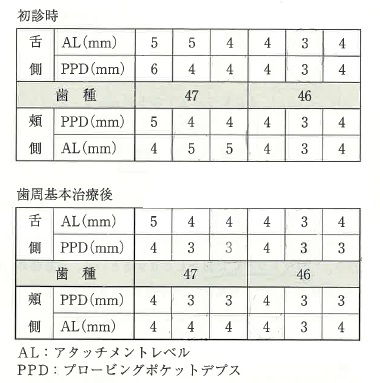 初診時
舌側 AL(mm) 5 5 4 4 3 4
PPD(mm) 6 4 4 4 3 4
歯種 47 46
頰側 PPD(mm) 5 4 4 4 3 4
AL(mm) 4 5 5 4 3 4
歯周基本治療後
舌側 AL(mm) 5 4 4 4 3 4
PPD(mm) 4 3 3 4 3 3
歯種 47 46
頰側 PPD(mm) 4 3 3 4 3 3
AL(mm) 4 4 4 4 3 4
AL：アタッチメントレベル
PPD：プロービングポケットデプス